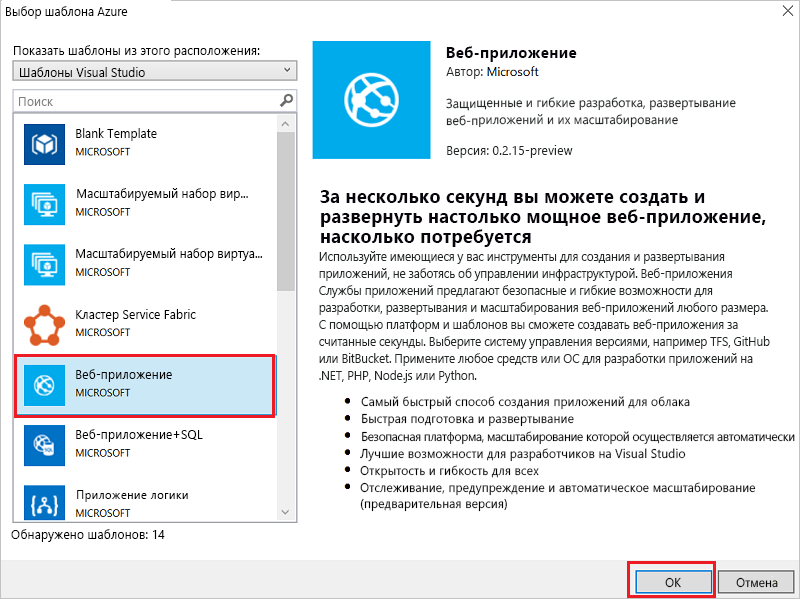 Выбор шаблона Azure
Показать шаблоны из этого расположения:
Шаблоны Visual Studio
Поиск
Blank Template
MICROSOFT
Масштабируемый набор вир...
MICROSOFT
Масштабируемый набор виртуа...
MICROSOFT
Кластер Service Fabric
MICROSOFT
Веб-приложение
MICROSOFT
Веб-приложение+SQL
MICROSOFT
Приложение логики
MICROSOFT
Обнаружено шаблонов: 14
Веб-приложение
Автор: Microsoft
Защищенные и гибкие разработка, развертывание
веб-приложений и их масштабирование
Версия: 0.2.15-preview
За несколько секунд вы можете создать и
развернуть настолько мощное веб-приложение,
насколько потребуется
Используйте имеющиеся у вас инструменты для создания и развертывания
приложений, не заботясь об управлении инфраструктурой. Веб-приложения
Службы приложений предлагают безопасные и гибкие возможности для
разработки, развертывания и масштабирования веб-приложений любого размера.
С помощью платформ и шаблонов вы сможете создавать веб-приложения за
считанные секунды. Выберите систему управления версиями, например TFS, GitHub
или BitBucket. Примените любое средств или ОС для разработки приложений на
.NET, PHP, Node.js или Python.
• Самый быстрый способ создания приложений для облака
• Быстрая подготовка и развертывание
• Безопасная платформа, масштабирование которой осуществляется автоматически
• Лучшие возможности для разработчиков на Visual Studio
• Открытость и гибкость для всех
• Отслеживание, предупреждение и автоматическое масштабирование
(предварительная версия)
ОК
Отмена